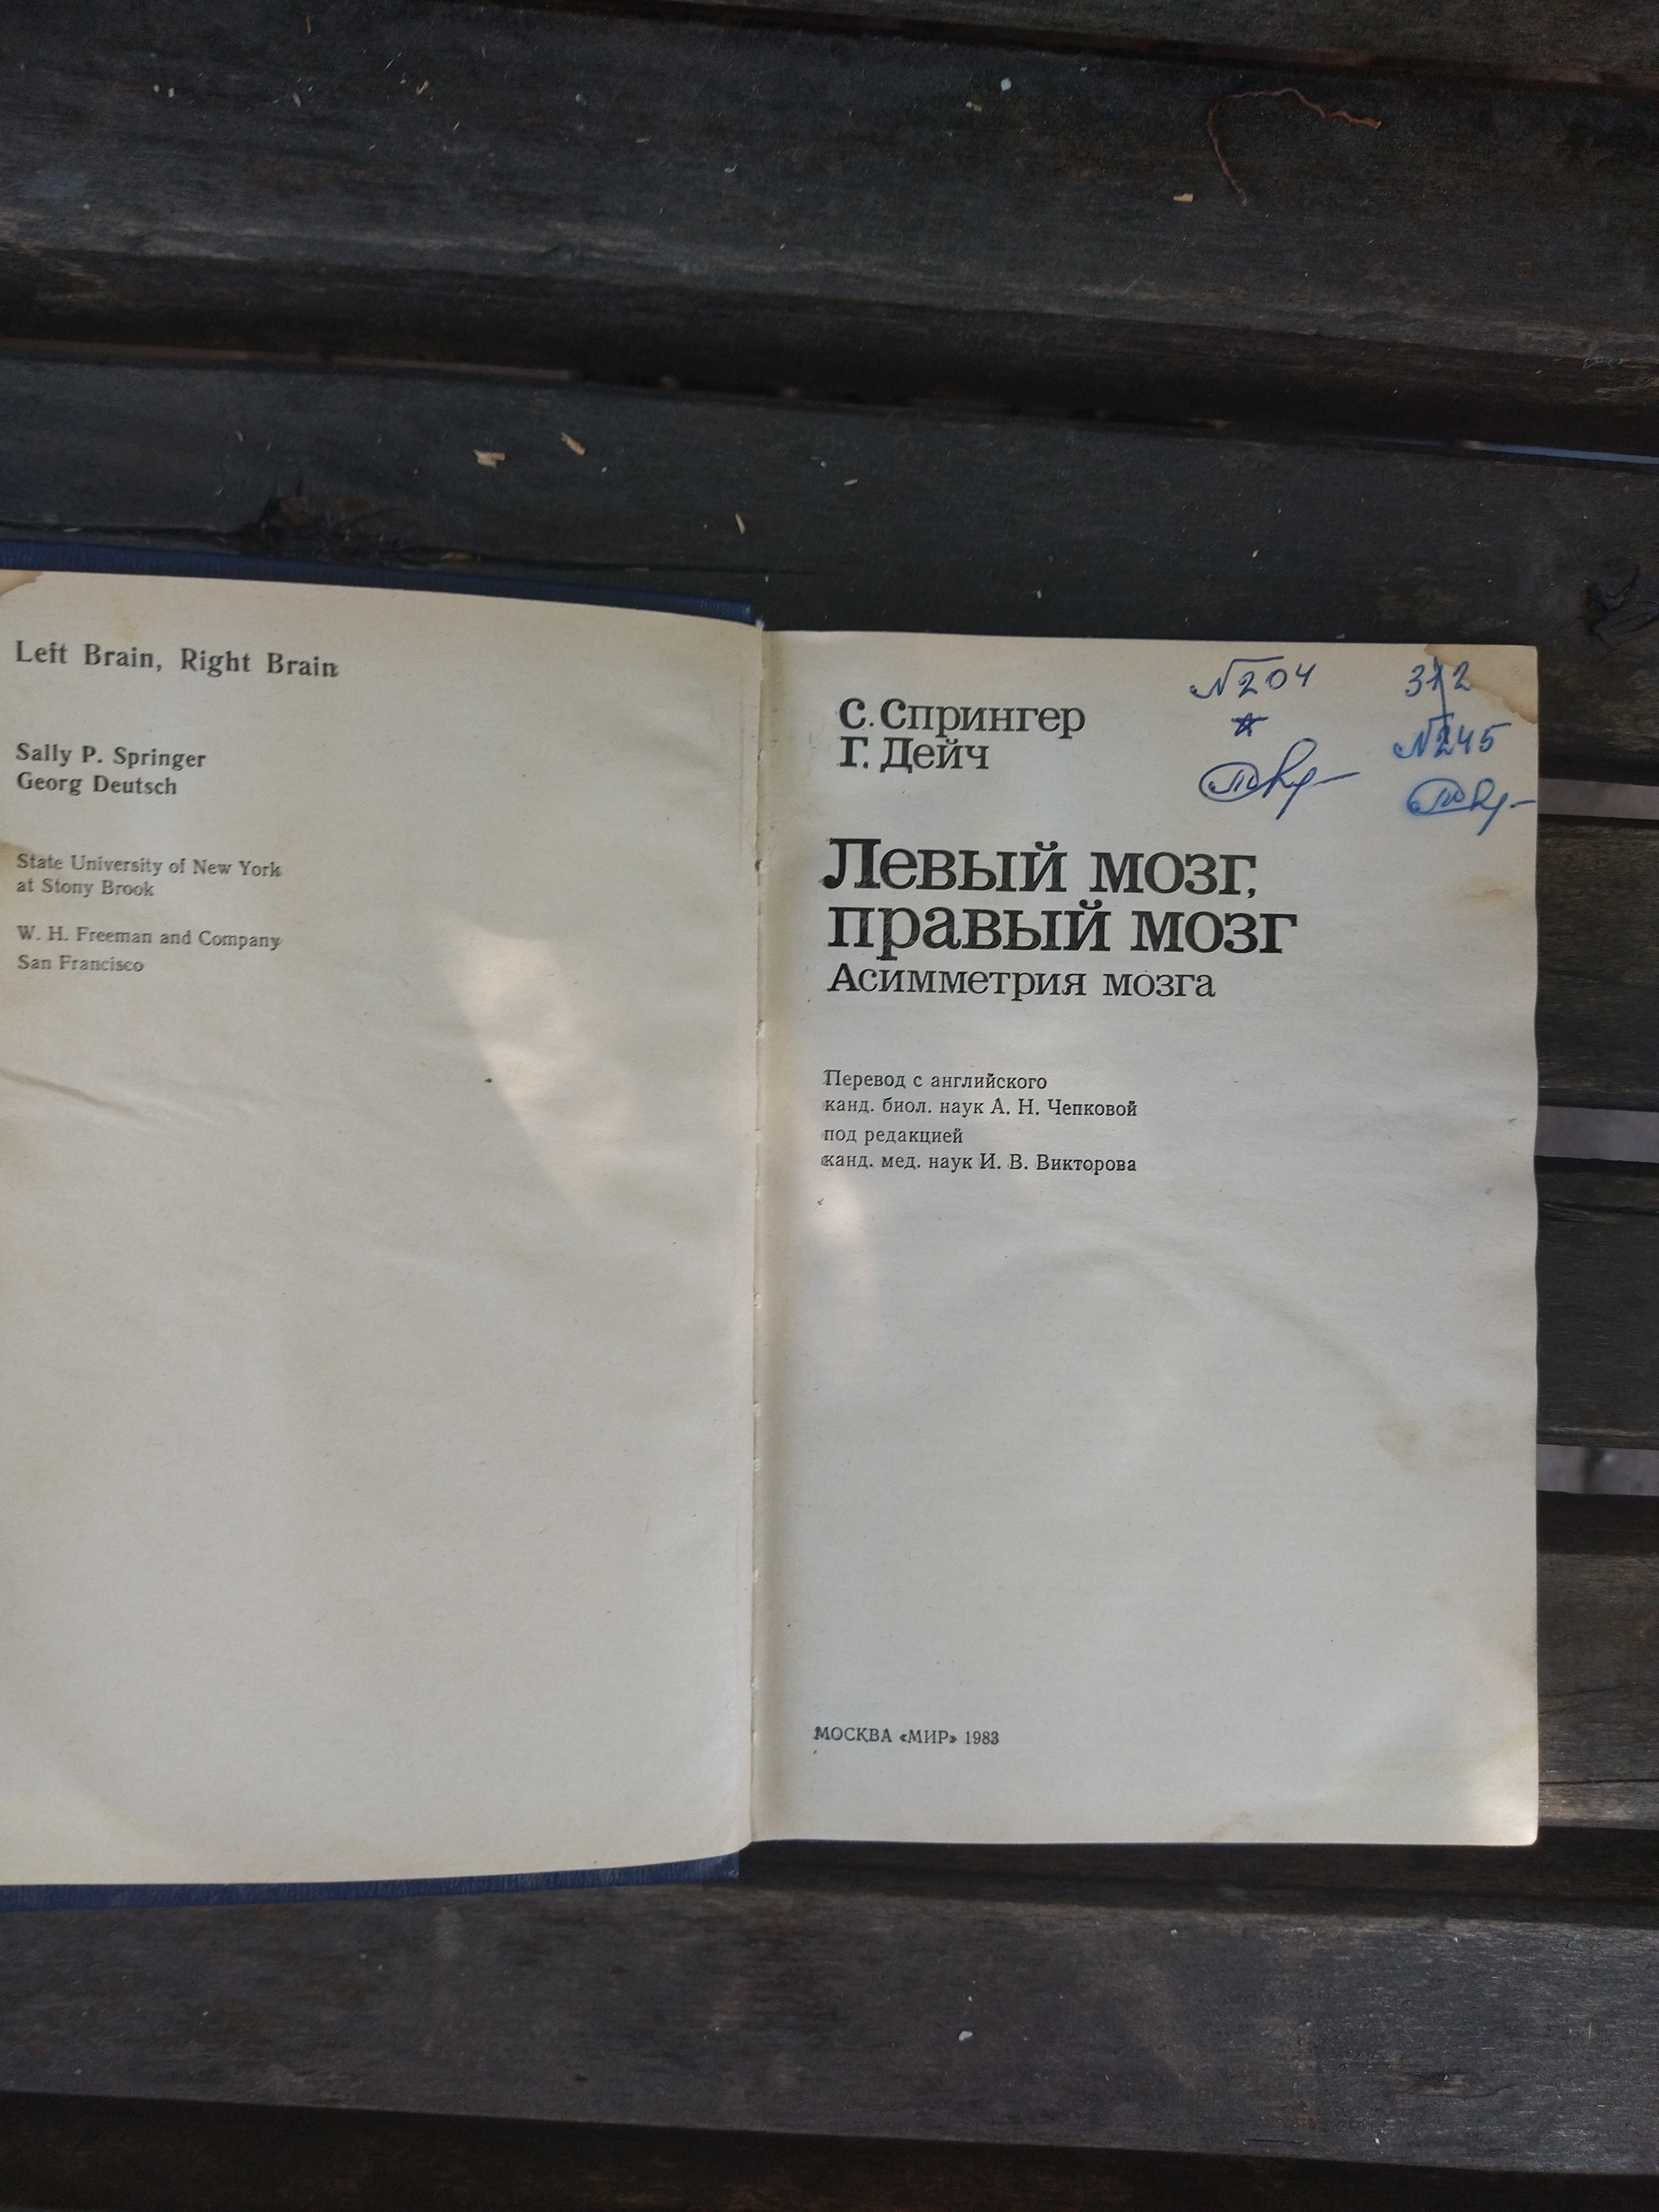 Left Brain, Right Brain
Sally P. Springer
Georg Deutsch
State University of New York
at Stony Brook
W. H. Freeman and Company
San Francisco
№204
312
№245
С. Спрингер
Г. Дейч
Левый мозг,
правый мозг
Асимметрия мозга
Перевод с английского
канд. биол. наук А. Н. Чепковой
под редакцией
канд. мед. наук И. В. Викторова
МОСКВА «МИР» 1983